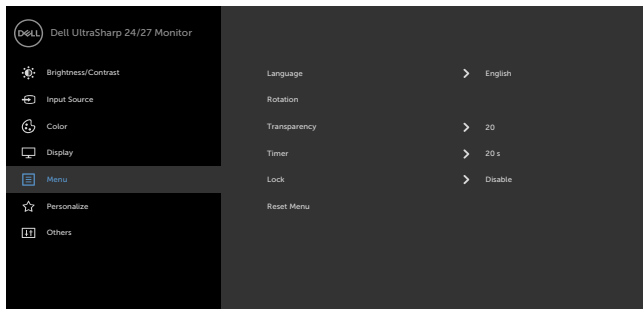 DELL Dell UltraSharp 24/27 Monitor
Brightness/Contrast
Input Source
Color
Display
Menu
Personalize
Others
Language English
Rotation
Transparency 20
Timer 20 s
Lock Disable
Reset Menu